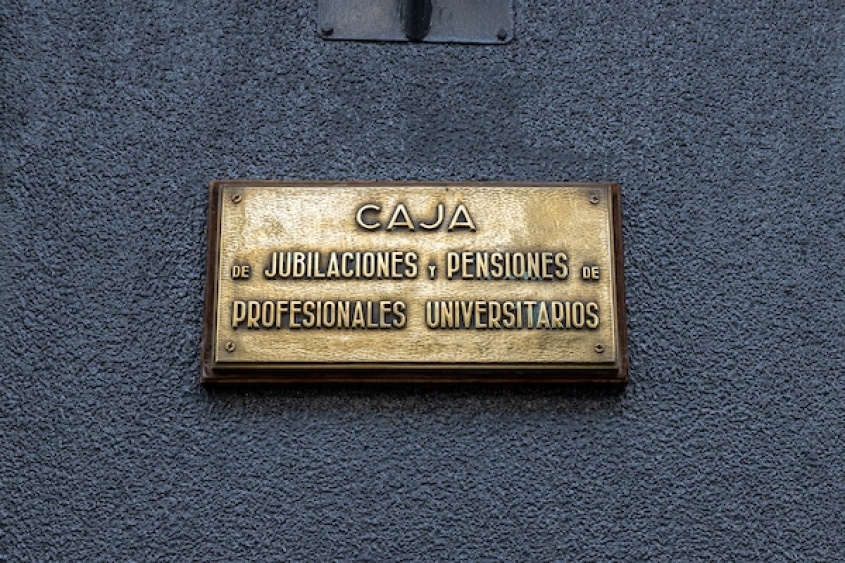 CAJA
DE JUBILACIONES Y PENSIONES DE
PROFESIONALES UNIVERSITARIOS